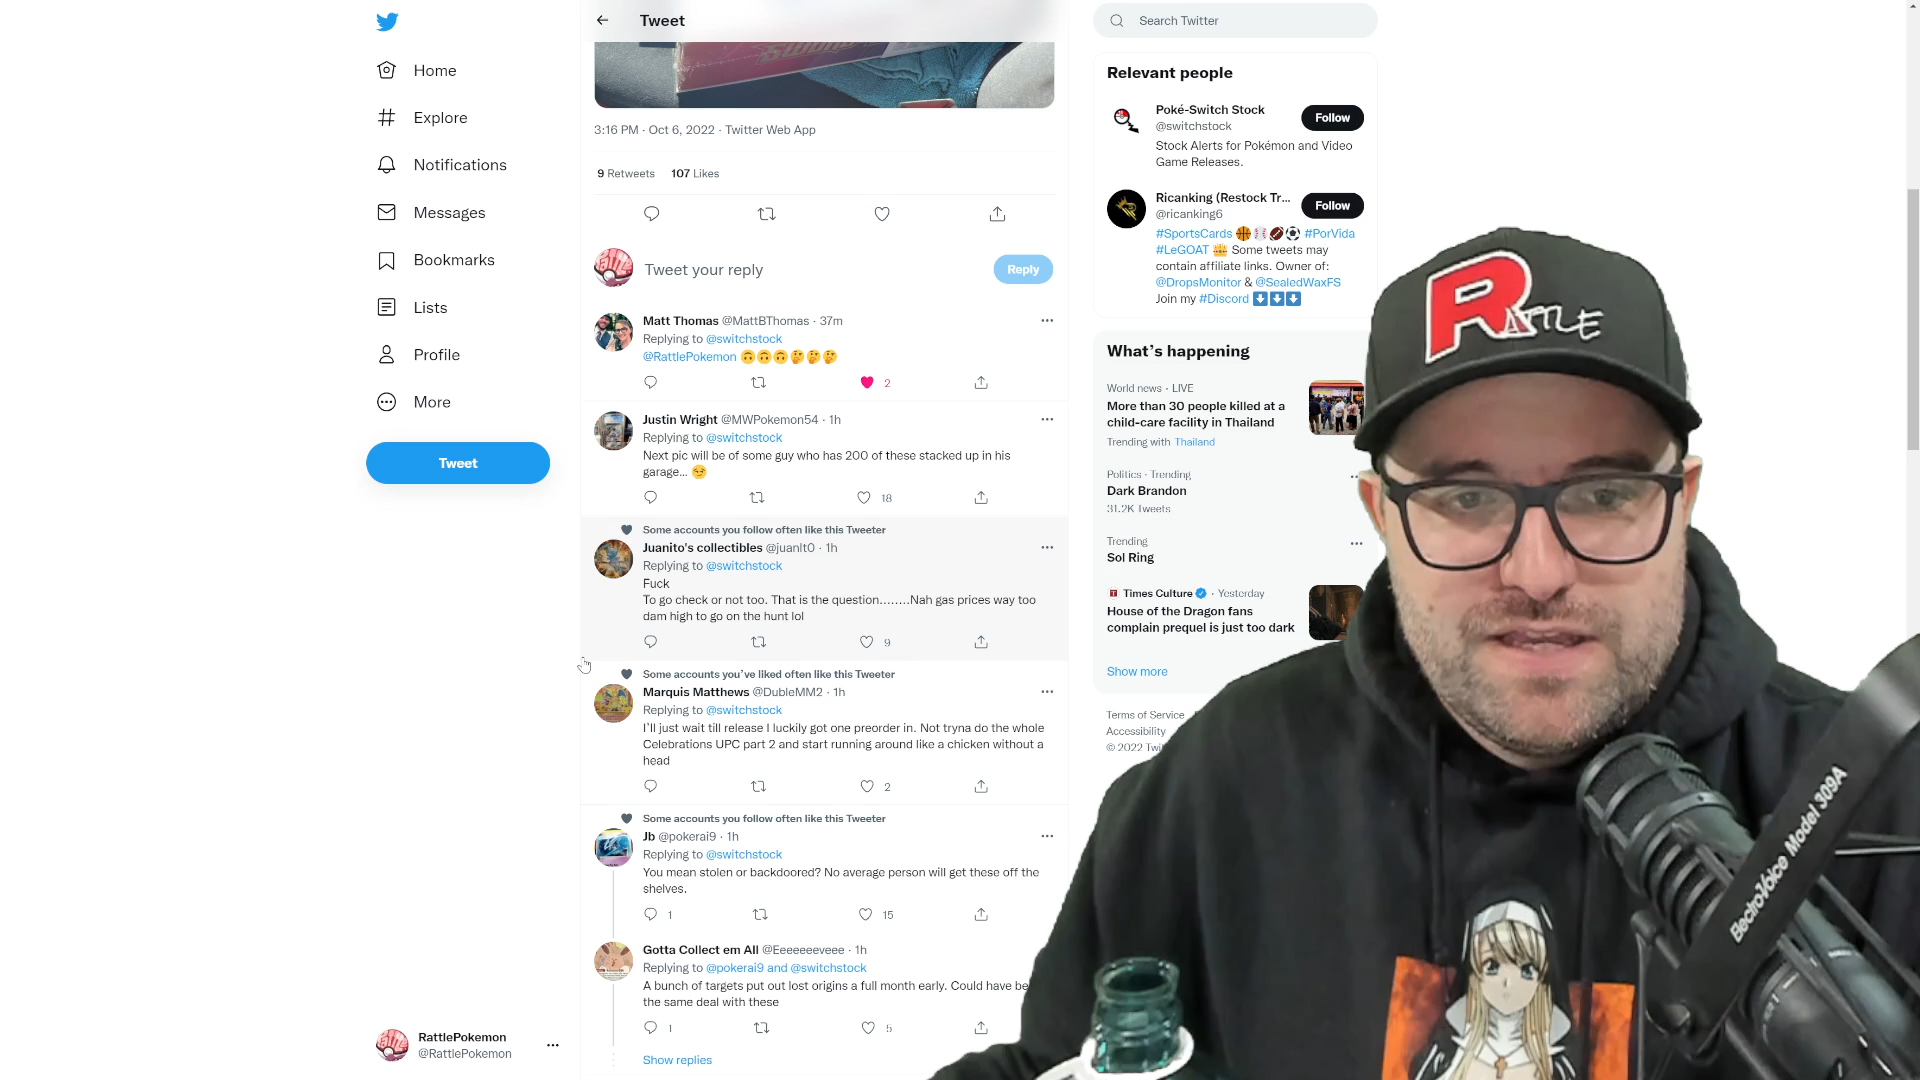 Tweet
Search Twitter
Home
Explore
Notifications
Messages
Bookmarks
Lists
Profile
More
Tweet
RattlePokemon
@RattlePokemon
3:16 PM · Oct 6, 2022 · Twitter Web App
9 Retweets 107 Likes
Tweet your reply
Reply
Matt Thomas @MattBThomas · 37m
Replying to @switchstock
@RattlePokemon 🙃🙃🙃🤔🤔🤔
2
Justin Wright @MWPokemon54 · 1h
Replying to @switchstock
Next pic will be of some guy who has 200 of these stacked up in his
garage... 😏
18
Some accounts you follow often like this Tweeter
Juanito's collectibles @juanlt0 · 1h
Replying to @switchstock
Fuck
To go check or not too. That is the question........Nah gas prices way too
dam high to go on the hunt lol
9
Some accounts you've liked often like this Tweeter
Marquis Matthews @DubleMM2 · 1h
Replying to @switchstock
I'll just wait till release I luckily got one preorder in. Not tryna do the whole
Celebrations UPC part 2 and start running around like a chicken without a
head
2
Some accounts you follow often like this Tweeter
Jb @pokerai9 · 1h
Replying to @switchstock
You mean stolen or backdoored? No average person will get these off the
shelves.
1 15
Gotta Collect em All @Eeeeeeeveee · 1h
Replying to @pokerai9 and @switchstock
A bunch of targets put out lost origins a full month early. Could have be
the same deal with these
1 5
Show replies
Relevant people
Poké-Switch Stock
@switchstock
Follow
Stock Alerts for Pokémon and Video
Game Releases.
Ricanking (Restock Tr...
@ricanking6
Follow
#SportsCards 🏀⚾🏈⚽ #PorVida
#LeGOAT 👑 Some tweets may
contain affiliate links. Owner of:
@DropsMonitor & @SealedWaxFS
Join my #Discord ⬇⬇⬇
What's happening
World news · LIVE
More than 30 people killed at a
child-care facility in Thailand
Trending with Thailand
Politics · Trending
Dark Brandon
31.2K Tweets
Trending
Sol Ring
Times Culture · Yesterday
House of the Dragon fans
complain prequel is just too dark
Show more
Terms of Service
Accessibility
© 2022 Twi
RATTLE
ElectroVoice Model 309A